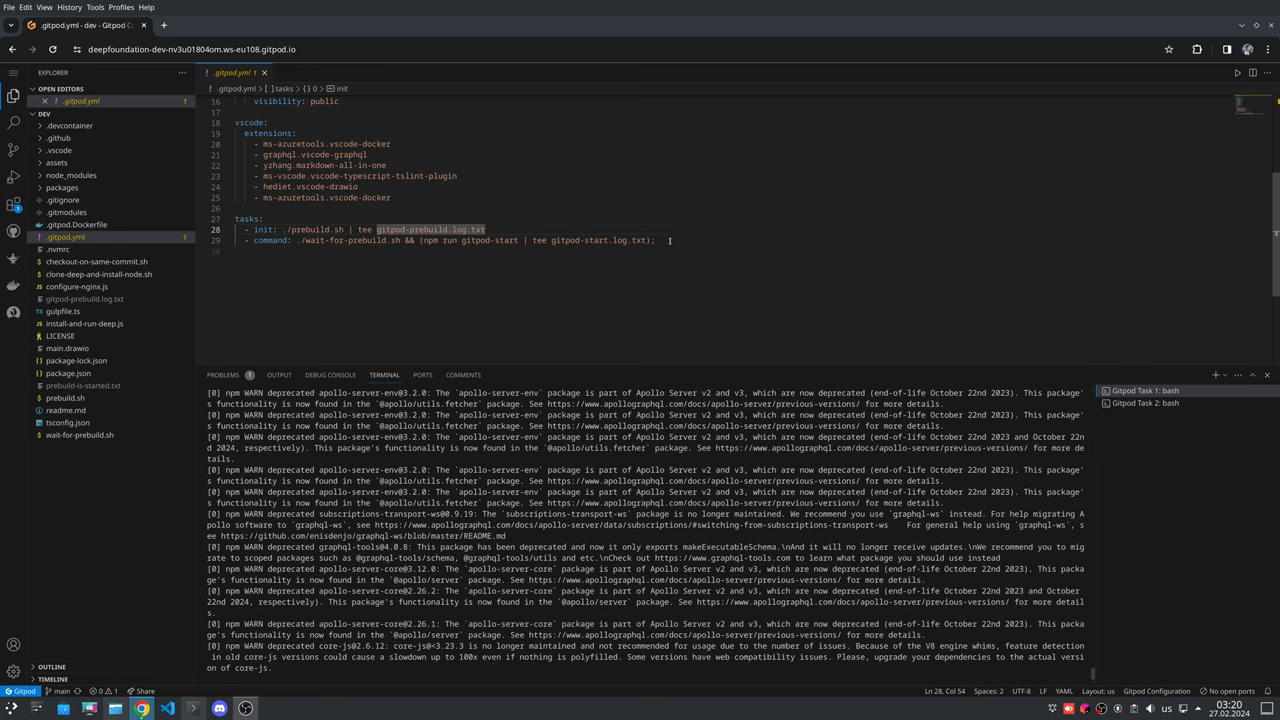 File Edit View History Tools Profiles Help
.gitpod.yml - dev - Gitpod C
deepfoundation-dev-nv3u01804om.ws-eu108.gitpod.io
EXPLORER
OPEN EDITORS
.gitpod.yml 1
DEV
.devcontainer
.github
.vscode
assets
node_modules
packages
.gitignore
.gitmodules
.gitpod.Dockerfile
.gitpod.yml 1
.nvmrc
checkout-on-same-commit.sh
clone-deep-and-install-node.sh
configure-nginx.js
gitpod-prebuild.log.txt
gulpfile.ts
install-and-run-deep.js
LICENSE
main.drawio
package-lock.json
package.json
prebuild-is-started.txt
prebuild.sh
readme.md
tsconfig.json
wait-for-prebuild.sh
OUTLINE
TIMELINE
.gitpod.yml 1
.gitpod.yml > [ ] tasks > {} 0 > init
16 visibility: public
17
18 vscode:
19 extensions:
20 - ms-azuretools.vscode-docker
21 - graphql.vscode-graphql
22 - yzhang.markdown-all-in-one
23 - ms-vscode.vscode-typescript-tslint-plugin
24 - hediet.vscode-drawio
25 - ms-azuretools.vscode-docker
26
27 tasks:
28 - init: ./prebuild.sh | tee gitpod-prebuild.log.txt
29 - command: ./wait-for-prebuild.sh && (npm run gitpod-start | tee gitpod-start.log.txt);
30
PROBLEMS 1 OUTPUT DEBUG CONSOLE TERMINAL PORTS COMMENTS
[0] npm WARN deprecated apollo-server-env@3.2.0: The `apollo-server-env` package is part of Apollo Server v2 and v3, which are now deprecated (end-of-life October 22nd 2023). This package'
s functionality is now found in the `@apollo/utils.fetcher` package. See https://www.apollographql.com/docs/apollo-server/previous-versions/ for more details.
[0] npm WARN deprecated apollo-server-env@3.2.0: The `apollo-server-env` package is part of Apollo Server v2 and v3, which are now deprecated (end-of-life October 22nd 2023). This package'
s functionality is now found in the `@apollo/utils.fetcher` package. See https://www.apollographql.com/docs/apollo-server/previous-versions/ for more details.
[0] npm WARN deprecated apollo-server-env@3.2.0: The `apollo-server-env` package is part of Apollo Server v2 and v3, which are now deprecated (end-of-life October 22nd 2023 and October 22n
d 2024, respectively). This package's functionality is now found in the `@apollo/utils.fetcher` package. See https://www.apollographql.com/docs/apollo-server/previous-versions/ for more de
tails.
[0] npm WARN deprecated apollo-server-env@3.2.0: The `apollo-server-env` package is part of Apollo Server v2 and v3, which are now deprecated (end-of-life October 22nd 2023). This package'
s functionality is now found in the `@apollo/utils.fetcher` package. See https://www.apollographql.com/docs/apollo-server/previous-versions/ for more details.
[0] npm WARN deprecated apollo-server-env@3.2.0: The `apollo-server-env` package is part of Apollo Server v2 and v3, which are now deprecated (end-of-life October 22nd 2023). This package'
s functionality is now found in the `@apollo/utils.fetcher` package. See https://www.apollographql.com/docs/apollo-server/previous-versions/ for more details.
[0] npm WARN deprecated subscriptions-transport-ws@0.9.19: The `subscriptions-transport-ws` package is no longer maintained. We recommend you use `graphql-ws` instead. For help migrating A
pollo software to `graphql-ws`, see https://www.apollographql.com/docs/apollo-server/data/subscriptions/#switching-from-subscriptions-transport-ws    For general help using `graphql-ws`, s
ee https://github.com/enisdenjo/graphql-ws/blob/master/README.md
[0] npm WARN deprecated graphql-tools@4.0.8: This package has been deprecated and now it only exports makeExecutableSchema.\nAnd it will no longer receive updates.\nWe recommend you to mig
rate to scoped packages such as @graphql-tools/schema, @graphql-tools/utils and etc.\nCheck out https://www.graphql-tools.com to learn what package you should use instead
[0] npm WARN deprecated apollo-server-core@3.12.0: The `apollo-server-core` package is part of Apollo Server v2 and v3, which are now deprecated (end-of-life October 22nd 2023). This packa
ge's functionality is now found in the `@apollo/server` package. See https://www.apollographql.com/docs/apollo-server/previous-versions/ for more details.
[0] npm WARN deprecated apollo-server-core@2.26.2: The `apollo-server-core` package is part of Apollo Server v2 and v3, which are now deprecated (end-of-life October 22nd 2023 and October
22nd 2024, respectively). This package's functionality is now found in the `@apollo/server` package. See https://www.apollographql.com/docs/apollo-server/previous-versions/ for more detail
s.
[0] npm WARN deprecated apollo-server-core@2.26.1: The `apollo-server-core` package is part of Apollo Server v2 and v3, which are now deprecated (end-of-life October 22nd 2023). This packa
ge's functionality is now found in the `@apollo/server` package. See https://www.apollographql.com/docs/apollo-server/previous-versions/ for more details.
[0] npm WARN deprecated core-js@2.6.12: core-js@<3.23.3 is no longer maintained and not recommended for usage due to the number of issues. Because of the V8 engine whims, feature detection
 in old core-js versions could cause a slowdown up to 100x even if nothing is polyfilled. Some versions have web compatibility issues. Please, upgrade your dependencies to the actual versi
on of core-js.
Gitpod Task 1: bash
Gitpod Task 2: bash
Gitpod main 0 1 Share Ln 28, Col 54 Spaces: 2 UTF-8 LF YAML Layout: us Gitpod Configuration No open ports
us 03:20
27.02.2024